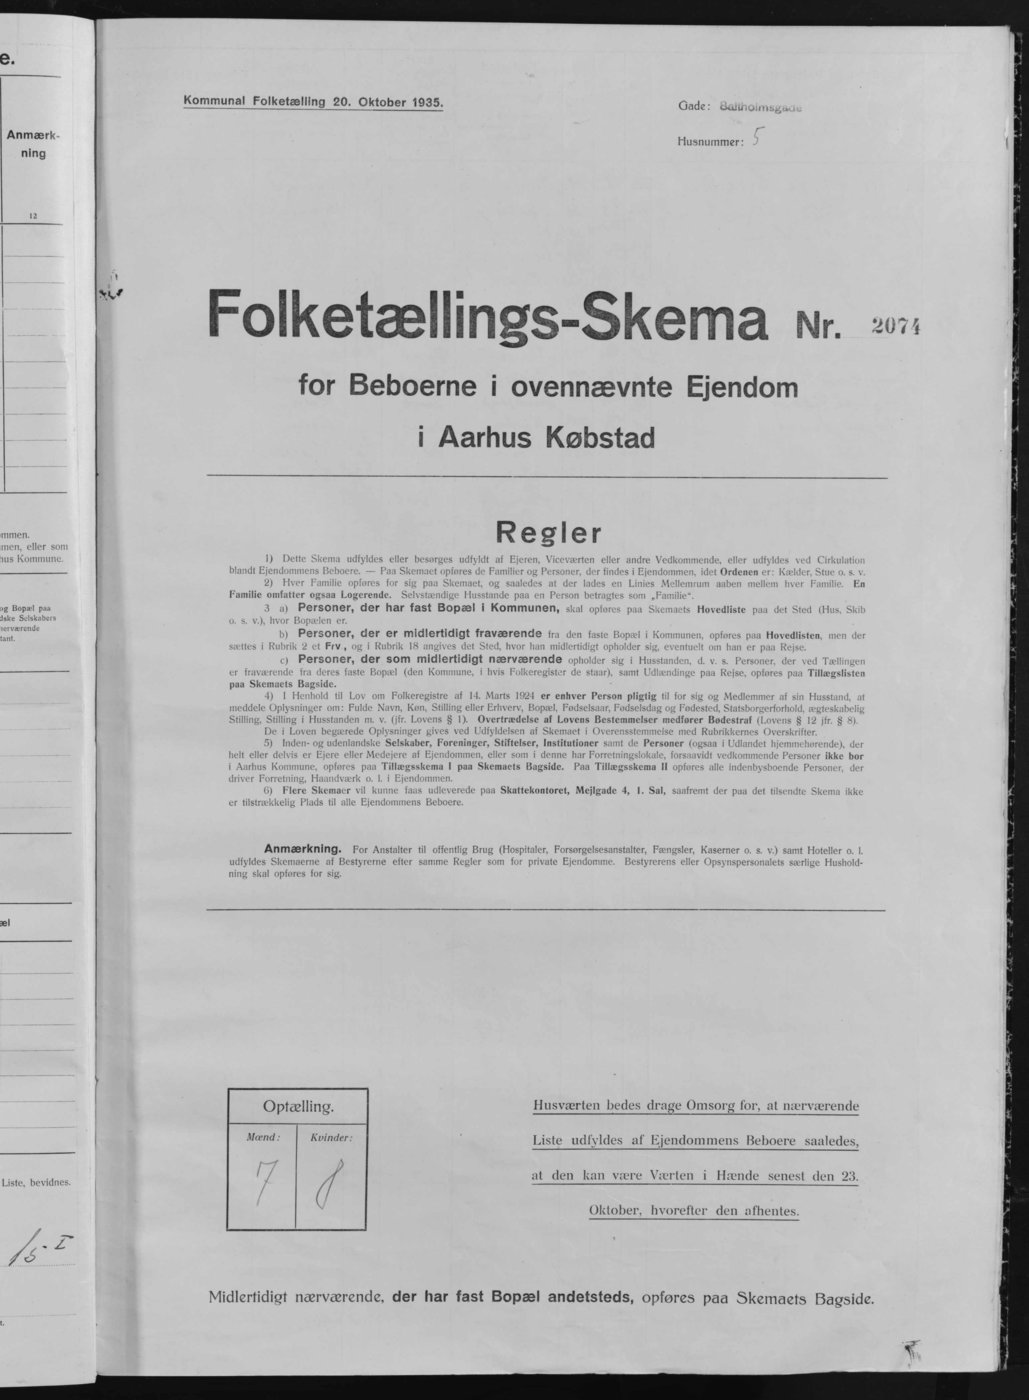 e.
Anmærk-
ning
12
ommen.
men, eller som
hus Kommune.
og Bopæl paa
dske Selskabers
nerværende
tant.
æl
Liste, bevidnes.
15 I
t.
Kommunal Folketælling 20. Oktober 1935.
Gade: Baltholmsgade
Husnummer: 5
Folketællings-Skema Nr. 2074
for Beboerne i ovennævnte Ejendom
i Aarhus Købstad
Regler
1) Dette Skema udfyldes eller besørges udfyldt af Ejeren, Viceværten eller andre Vedkommende, eller udfyldes ved Cirkulation
blandt Ejendommens Beboere. — Paa Skemaet opføres de Familier og Personer, der findes i Ejendommen, idet Ordenen er: Kælder, Stue o. s. v.
2) Hver Familie opføres for sig paa Skemaet, og saaledes at der lades en Linies Mellemrum aaben mellem hver Familie. En
Familie omfatter ogsaa Logerende. Selvstændige Husstande paa en Person betragtes som „Familie“.
3 a) Personer, der har fast Bopæl i Kommunen, skal opføres paa Skemaets Hovedliste paa det Sted (Hus, Skib
o. s. v.), hvor Bopælen er.
b) Personer, der er midlertidigt fraværende fra den faste Bopæl i Kommunen, opføres paa Hovedlisten, men der
sættes i Rubrik 2 et Frv., og i Rubrik 18 angives det Sted, hvor han midlertidigt opholder sig, eventuelt om han er paa Rejse.
c) Personer, der som midlertidigt nærværende opholder sig i Husstanden, d. v. s. Personer, der ved Tællingen
er fraværende fra deres faste Bopæl (den Kommune, i hvis Folkeregister de staar), samt Udlændinge paa Rejse, opføres paa Tillægslisten
paa Skemaets Bagside.
4) I Henhold til Lov om Folkeregistre af 14. Marts 1924 er enhver Person pligtig til for sig og Medlemmer af sin Husstand, at
meddele Oplysninger om: Fulde Navn, Køn, Stilling eller Erhverv, Bopæl, Fødselsaar, Fødselsdag og Fødested, Statsborgerforhold, ægteskabelig
Stilling, Stilling i Husstanden m. v. (jfr. Lovens § 1). Overtrædelse af Lovens Bestemmelser medfører Bødestraf (Lovens § 12 jfr. § 8).
De i Loven begærede Oplysninger gives ved Udfyldelsen af Skemaet i Overensstemmelse med Rubrikkernes Overskrifter.
5) Inden- og udenlandske Selskaber, Foreninger, Stiftelser, Institutioner samt de Personer (ogsaa i Udlandet hjemmehørende), der
helt eller delvis er Ejere eller Medejere af Ejendommen, eller som i denne har Forretningslokale, forsaavidt vedkommende Personer ikke bor
i Aarhus Kommune, opføres paa Tillægsskema I paa Skemaets Bagside. Paa Tillægsskema II opføres alle indenbysboende Personer, der
driver Forretning, Haandværk o. l. i Ejendommen.
6) Flere Skemaer vil kunne faas udleverede paa Skattekontoret, Mejlgade 4, 1. Sal, saafremt der paa det tilsendte Skema ikke
er tilstrækkelig Plads til alle Ejendommens Beboere.
Anmærkning. For Anstalter til offentlig Brug (Hospitaler, Forsørgelsesanstalter, Fængsler, Kaserner o. s. v.) samt Hoteller o. l.
udfyldes Skemaerne af Bestyrerne efter samme Regler som for private Ejendomme. Bestyrerens eller Opsynspersonalets særlige Hushold-
ning skal opføres for sig.
Optælling.
Mænd: Kvinder:
7 8
Husværten bedes drage Omsorg for, at nærværende
Liste udfyldes af Ejendommens Beboere saaledes,
at den kan være Værten i Hænde senest den 23.
Oktober, hvorefter den afhentes.
Midlertidigt nærværende, der har fast Bopæl andetsteds, opføres paa Skemaets Bagside.